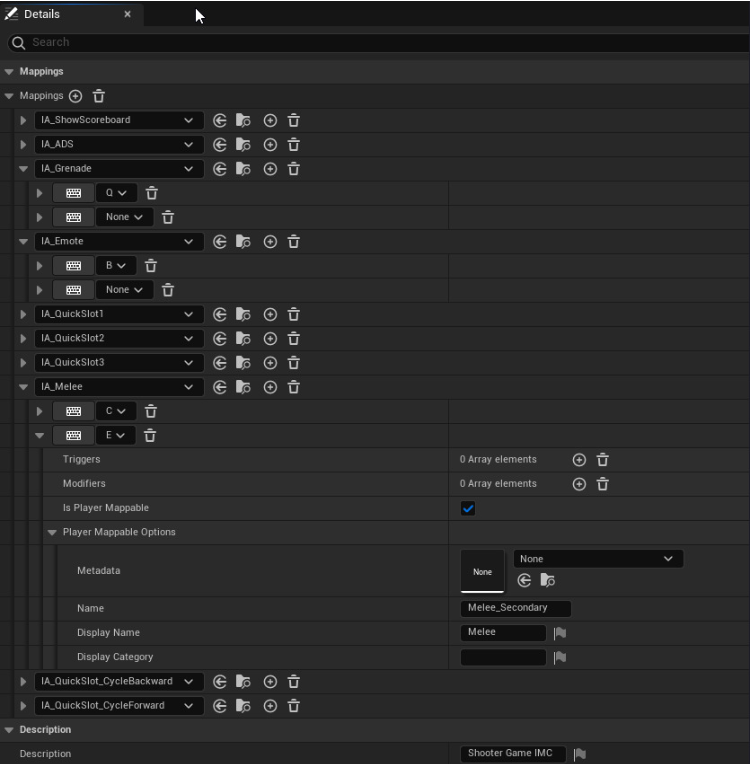 Details ×
Search
Mappings
Mappings
IA_ShowScoreboard
IA_ADS
IA_Grenade
Q
None
IA_Emote
B
None
IA_QuickSlot1
IA_QuickSlot2
IA_QuickSlot3
IA_Melee
C
E
Triggers 0 Array elements
Modifiers 0 Array elements
Is Player Mappable
Player Mappable Options
None
Metadata None
Name Melee_Secondary
Display Name Melee
Display Category
IA_QuickSlot_CycleBackward
IA_QuickSlot_CycleForward
Description
Description Shooter Game IMC